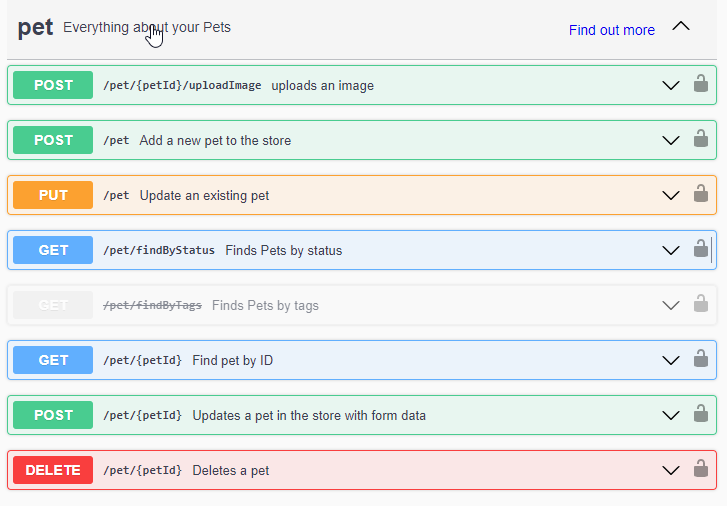 pet Everything about your Pets Find out more
POST /pet/{petId}/uploadImage uploads an image
POST /pet Add a new pet to the store
PUT /pet Update an existing pet
GET /pet/findByStatus Finds Pets by status
GET /pet/findByTags Finds Pets by tags
GET /pet/{petId} Find pet by ID
POST /pet/{petId} Updates a pet in the store with form data
DELETE /pet/{petId} Deletes a pet